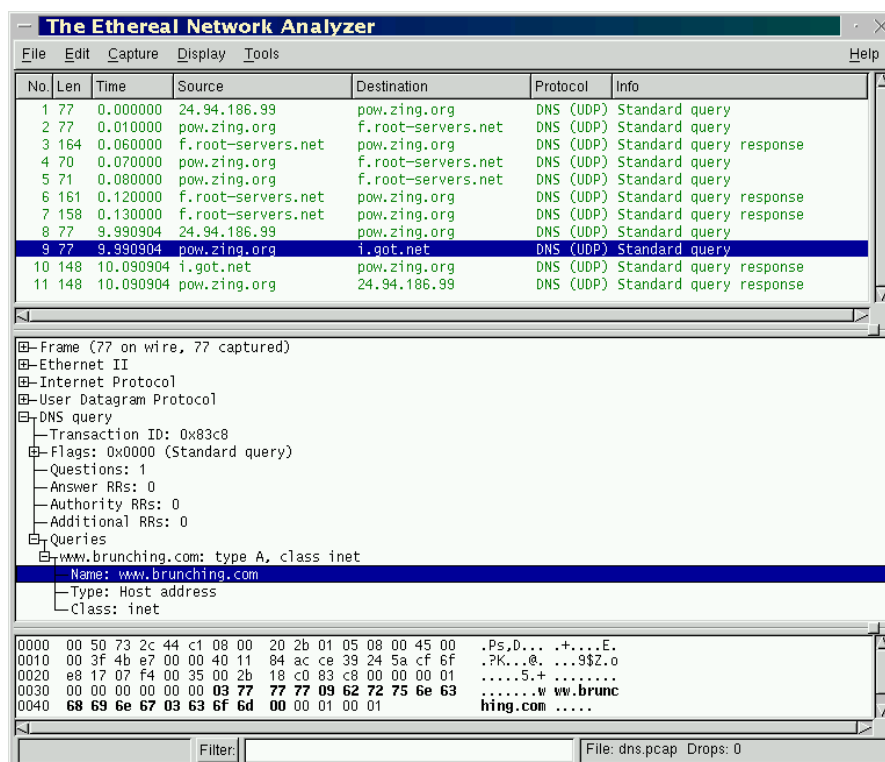 The Ethereal Network Analyzer
File Edit Capture Display Tools Help
No. Len Time Source Destination Protocol Info
1 77 0.000000 24.94.186.99 pow.zing.org DNS (UDP) Standard query
2 77 0.010000 pow.zing.org f.root-servers.net DNS (UDP) Standard query
3 164 0.060000 f.root-servers.net pow.zing.org DNS (UDP) Standard query response
4 70 0.070000 pow.zing.org f.root-servers.net DNS (UDP) Standard query
5 71 0.080000 pow.zing.org f.root-servers.net DNS (UDP) Standard query
6 161 0.120000 f.root-servers.net pow.zing.org DNS (UDP) Standard query response
7 158 0.130000 f.root-servers.net pow.zing.org DNS (UDP) Standard query response
8 77 9.990904 24.94.186.99 pow.zing.org DNS (UDP) Standard query
9 77 9.990904 pow.zing.org i.got.net DNS (UDP) Standard query
10 148 10.090904 i.got.net pow.zing.org DNS (UDP) Standard query response
11 148 10.090904 pow.zing.org 24.94.186.99 DNS (UDP) Standard query response
Frame (77 on wire, 77 captured)
Ethernet II
Internet Protocol
User Datagram Protocol
DNS query
Transaction ID: 0x83c8
Flags: 0x0000 (Standard query)
Questions: 1
Answer RRs: 0
Authority RRs: 0
Additional RRs: 0
Queries
www.brunching.com: type A, class inet
Name: www.brunching.com
Type: Host address
Class: inet
0000 00 50 73 2c 44 c1 08 00 20 2b 01 05 08 00 45 00 .Ps,D... .+....E.
0010 00 3f 4b e7 00 00 40 11 84 ac ce 39 24 5a cf 6f .?K...@. ...9$Z.o
0020 e8 17 07 f4 00 35 00 2b 18 c0 83 c8 00 00 00 01 .....5.+ ........
0030 00 00 00 00 00 00 03 77 77 77 09 62 72 75 6e 63 .......w ww.brunc
0040 68 69 6e 67 03 63 6f 6d 00 00 01 00 01 hing.com .....
Filter: File: dns.pcap Drops: 0